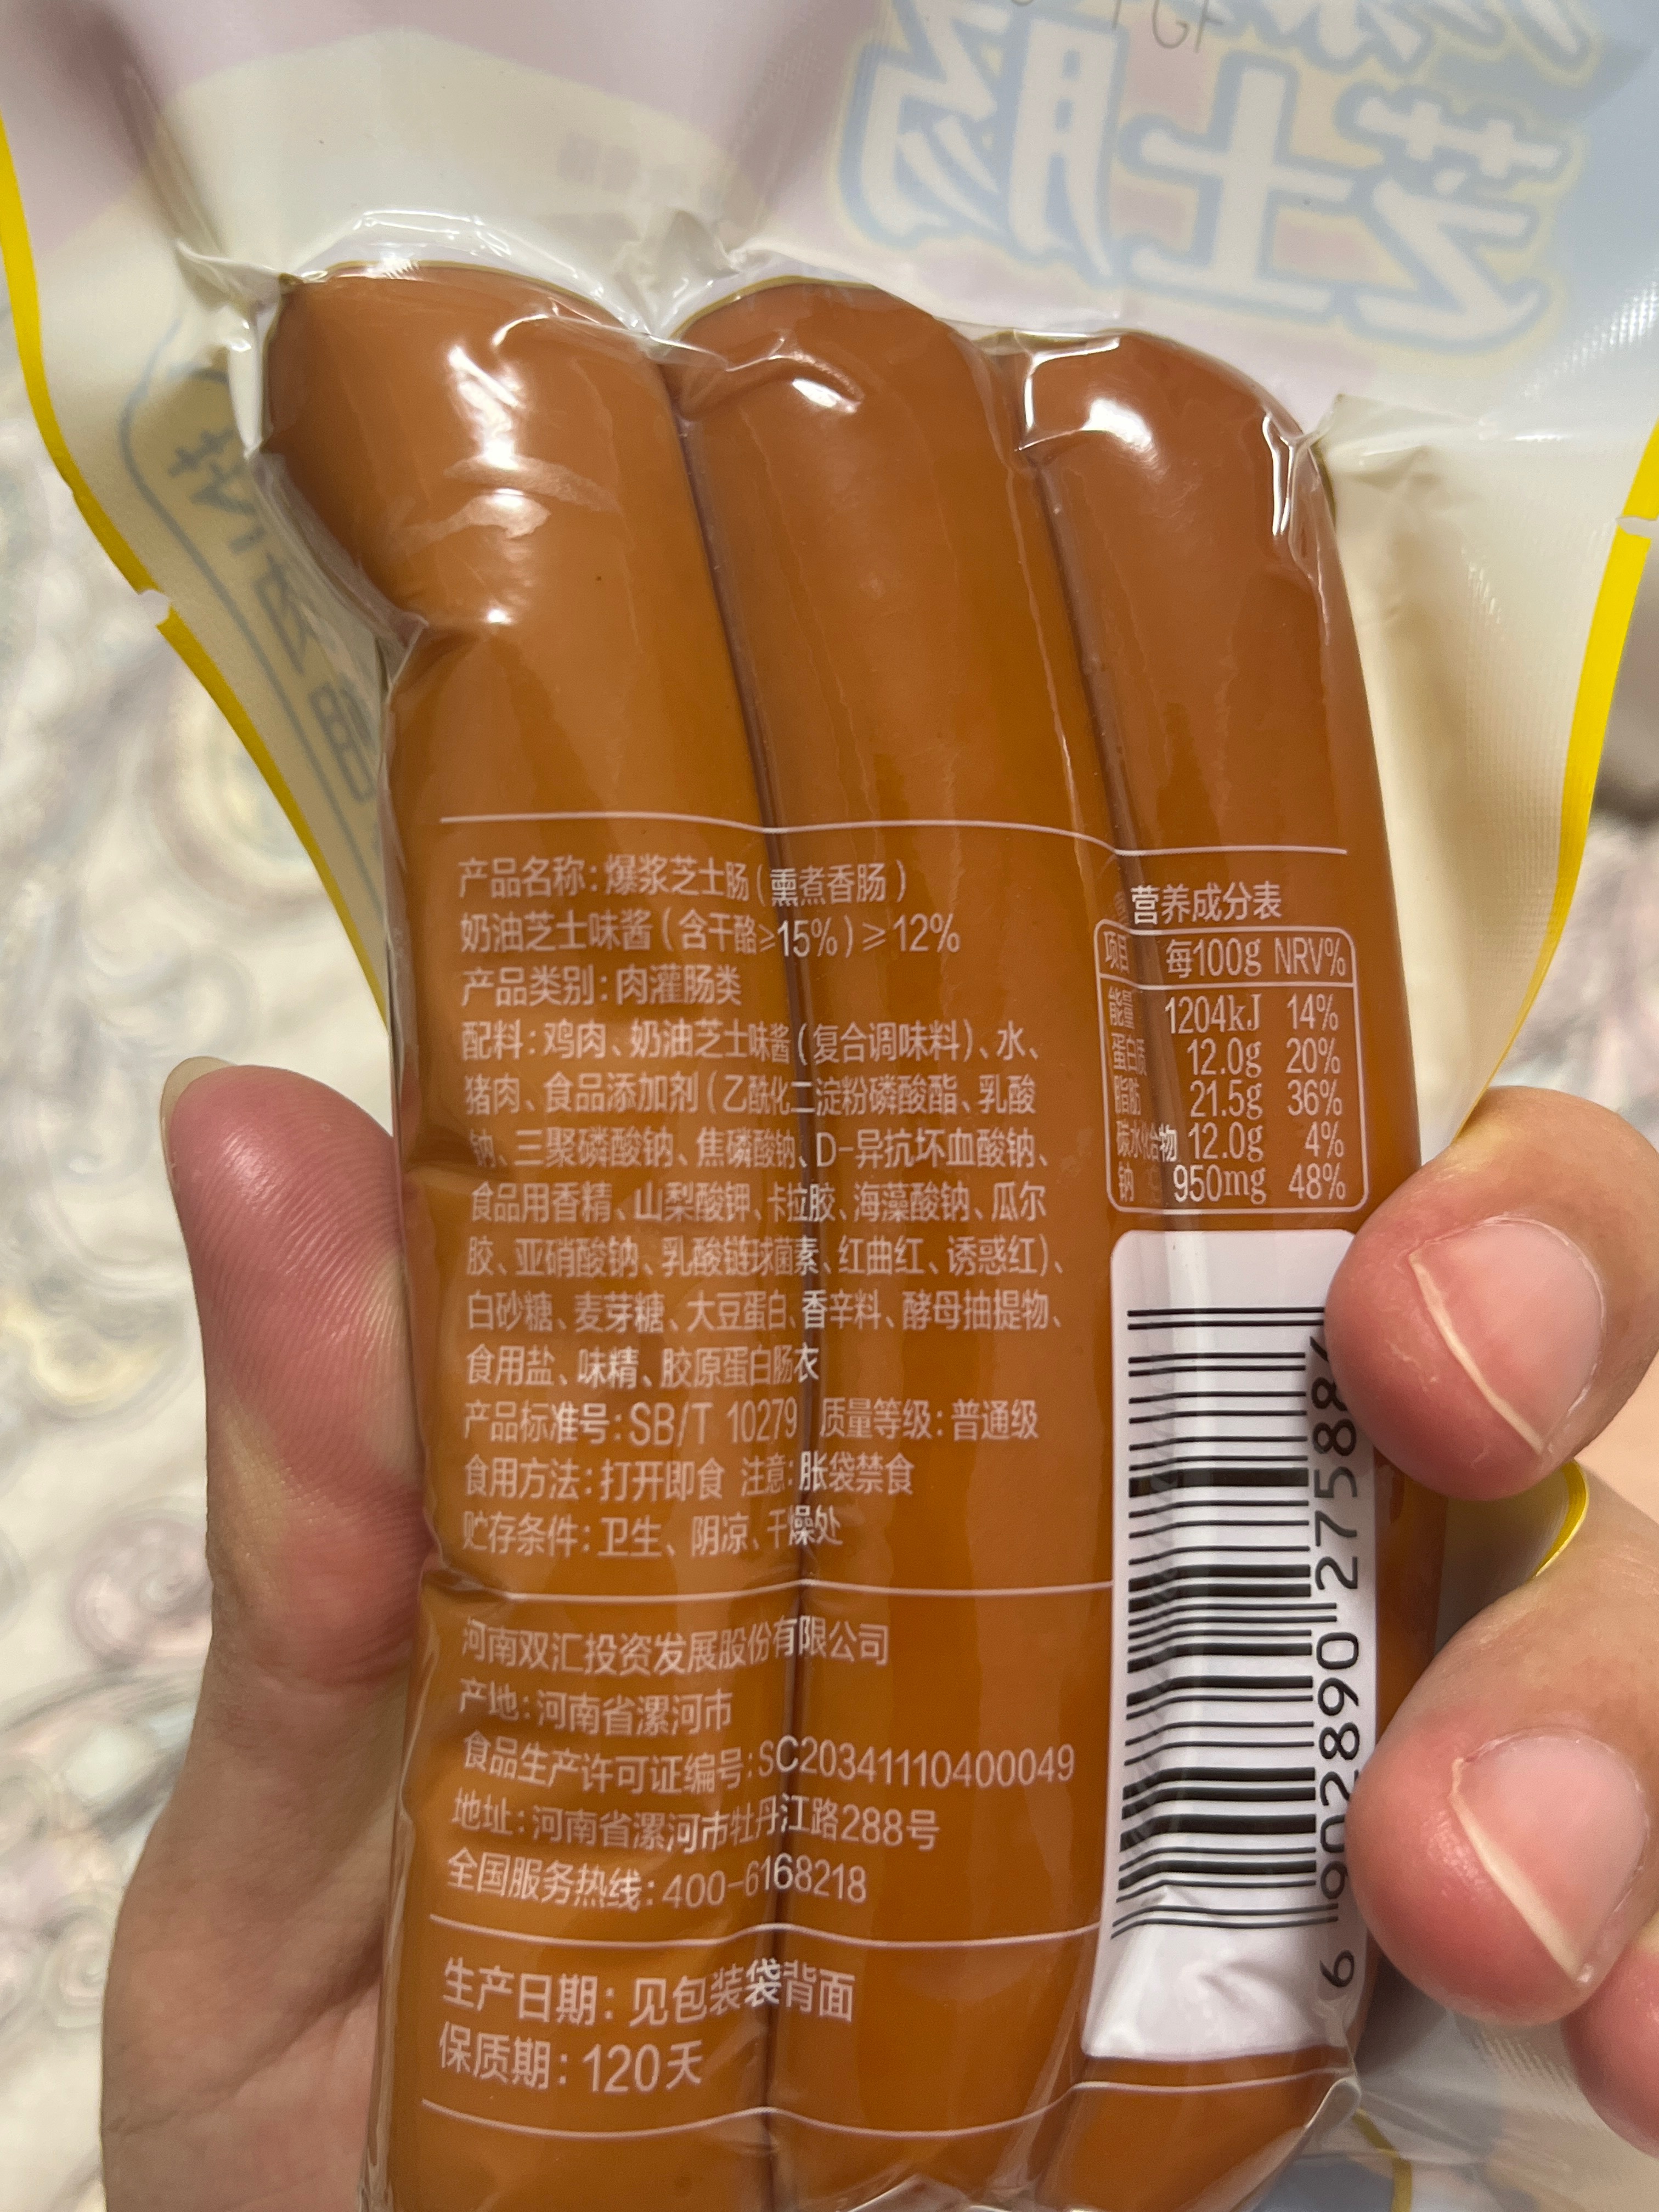 芝士肠
产品名称:爆浆芝士肠(熏煮香肠)
奶油芝士味酱(含干酪≥15%)≥12%
产品类别:肉灌肠类
配料:鸡肉、奶油芝士味酱(复合调味料)、水、
猪肉、食品添加剂(乙酰化二淀粉磷酸酯、乳酸
钠、三聚磷酸钠、焦磷酸钠、D-异抗坏血酸钠、
食品用香精、山梨酸钾、卡拉胶、海藻酸钠、瓜尔
胶、亚硝酸钠、乳酸链球菌素、红曲红、诱惑红)、
白砂糖、麦芽糖、大豆蛋白、香辛料、酵母抽提物、
食用盐、味精、胶原蛋白肠衣
产品标准号:SB/T 10279 质量等级:普通级
食用方法:打开即食 注意:胀袋禁食
贮存条件:卫生、阴凉、干燥处
营养成分表
项目 每100g NRV%
能量 1204kJ 14%
蛋白质 12.0g 20%
脂肪 21.5g 36%
碳水化合物 12.0g 4%
钠 950mg 48%
河南双汇投资发展股份有限公司
产地:河南省漯河市
食品生产许可证编号:SC20341110400049
地址:河南省漯河市牡丹江路288号
全国服务热线:400-6168218
生产日期:见包装袋背面
保质期:120天
6 902890 27588